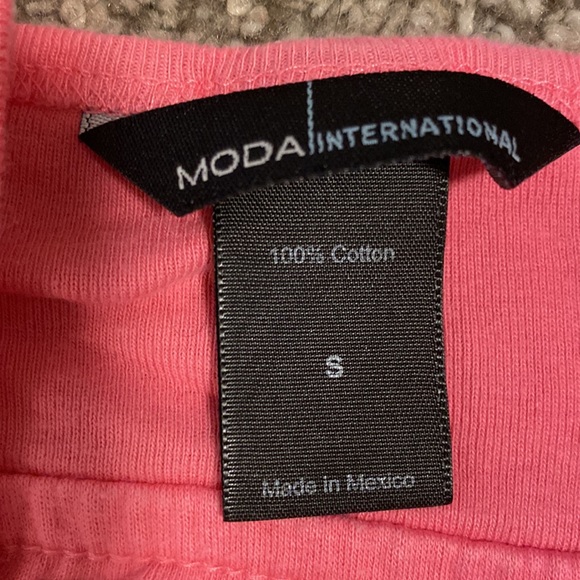 MODA INTERNATIONAL
100% Cotton
S
Made in Mexico